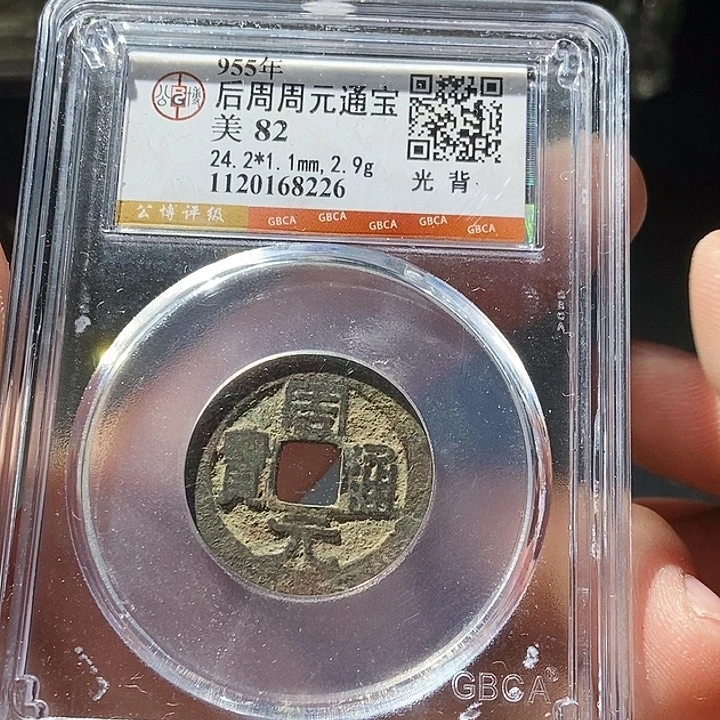 955年
后周周元通宝
美 82
24.2*1.1mm, 2.9g
1120168226
光背
公博评级
GBCA GBCA GBCA GBCA GBCA
GBCA
周
寳 通
元
GBCA